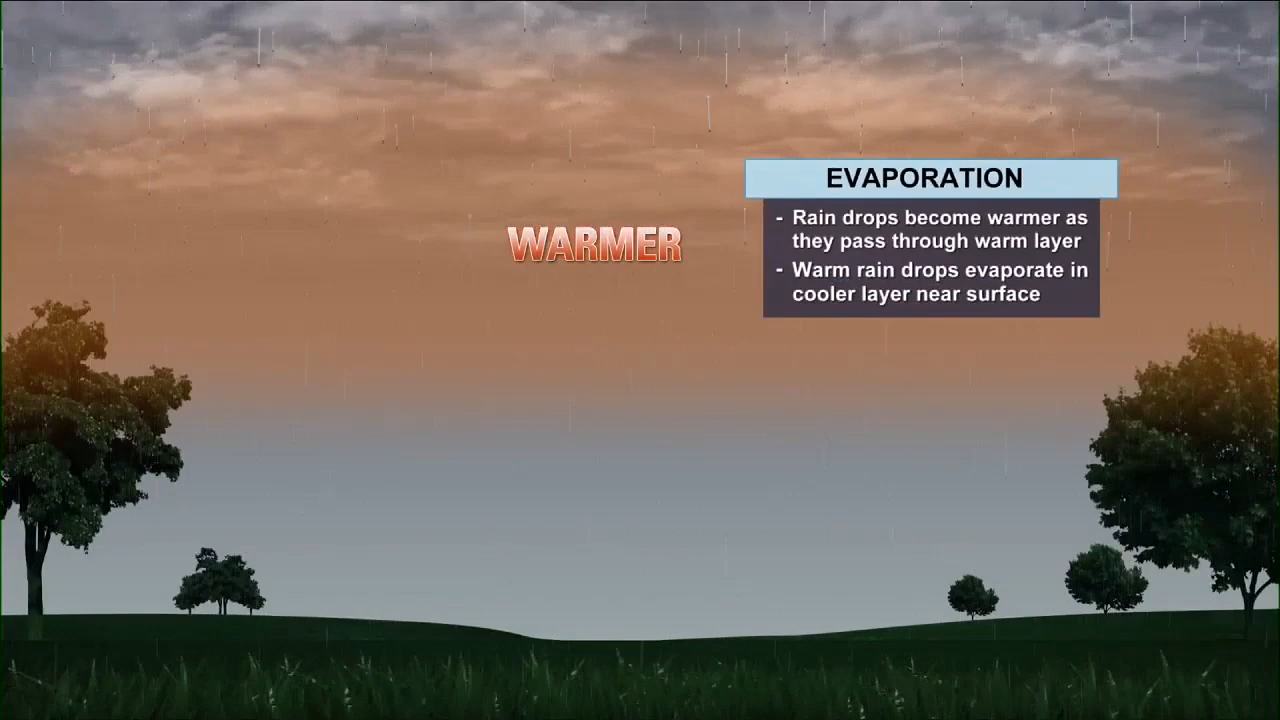 EVAPORATION
- Rain drops become warmer as
they pass through warm layer
WARMER
- Warm rain drops evaporate in
cooler layer near surface